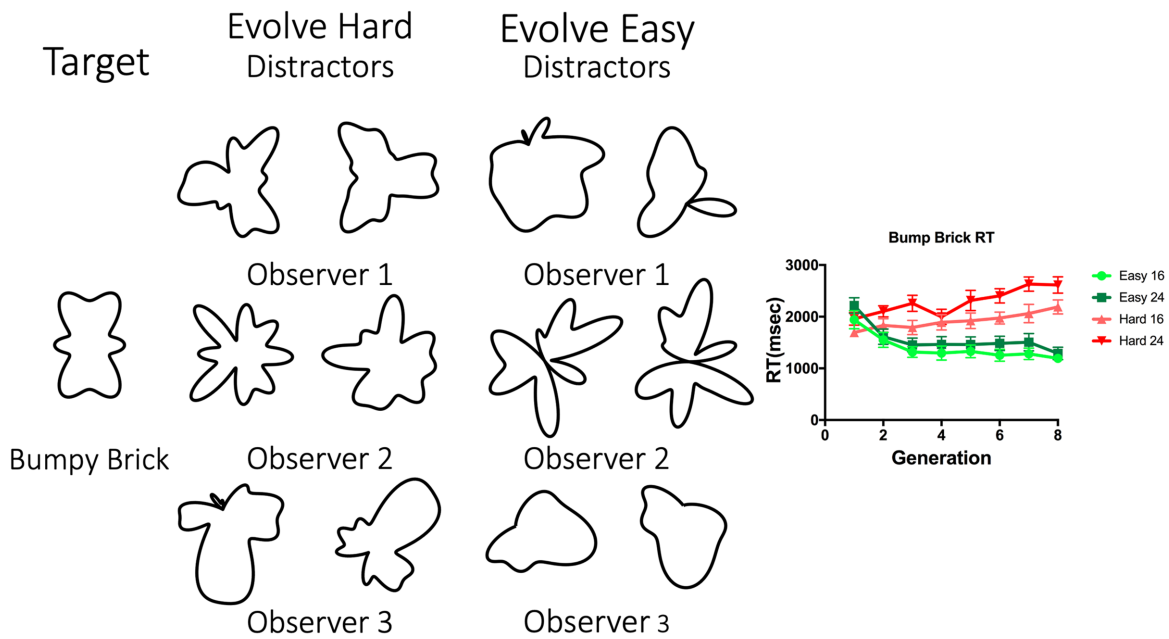 Target
Evolve Hard
Distractors
Evolve Easy
Distractors
Observer 1
Observer 1
Bumpy Brick
Observer 2
Observer 2
Observer 3
Observer 3
Bump Brick RT
RT(msec)
3000
2000
1000
0
0
2
4
6
8
Generation
Easy 16
Easy 24
Hard 16
Hard 24